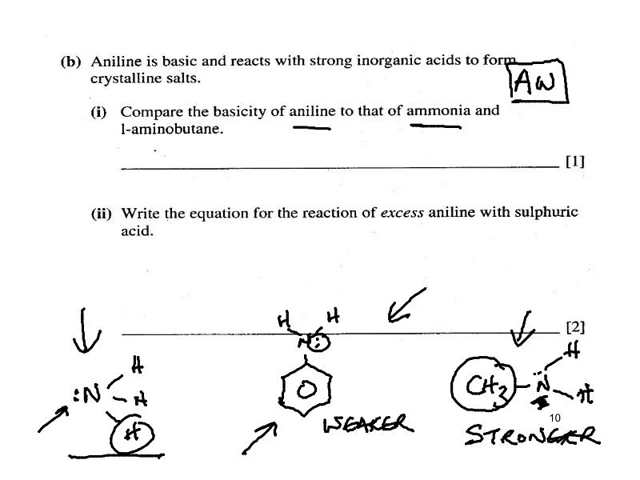 (b) Aniline is basic and reacts with strong inorganic acids to form
crystalline salts.
AW
(i) Compare the basicity of aniline to that of ammonia and
l-aminobutane.
[1]
(ii) Write the equation for the reaction of excess aniline with sulphuric
acid.
[2]
H H
N:
H
:N - H
H
WEAKER
H
CH3 - N̈ - H
10
STRONGER